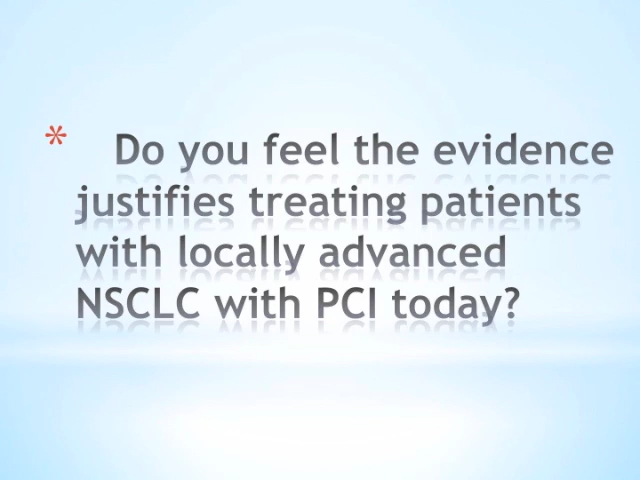 * Do you feel the evidence
justifies treating patients
with locally advanced
NSCLC with PCI today?